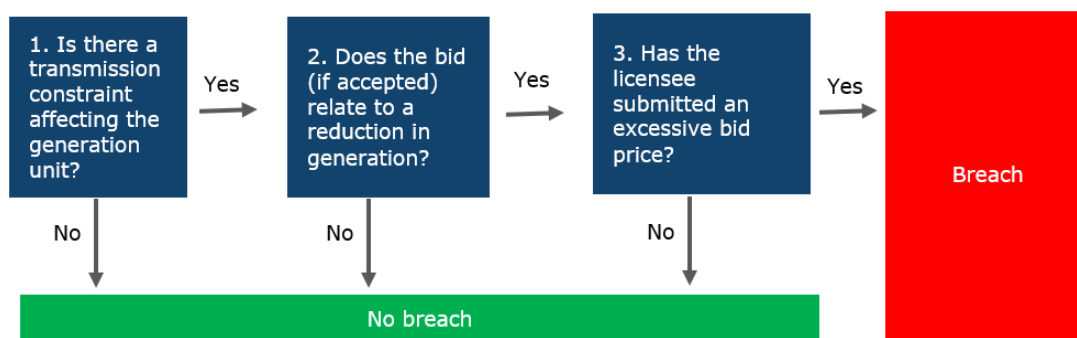 1. Is there a
transmission
constraint
affecting the
generation
unit?
Yes
2. Does the bid
(if accepted)
relate to a
reduction in
generation?
Yes
3. Has the
licensee
submitted an
excessive bid
price?
Yes
Breach
No
No
No
No breach